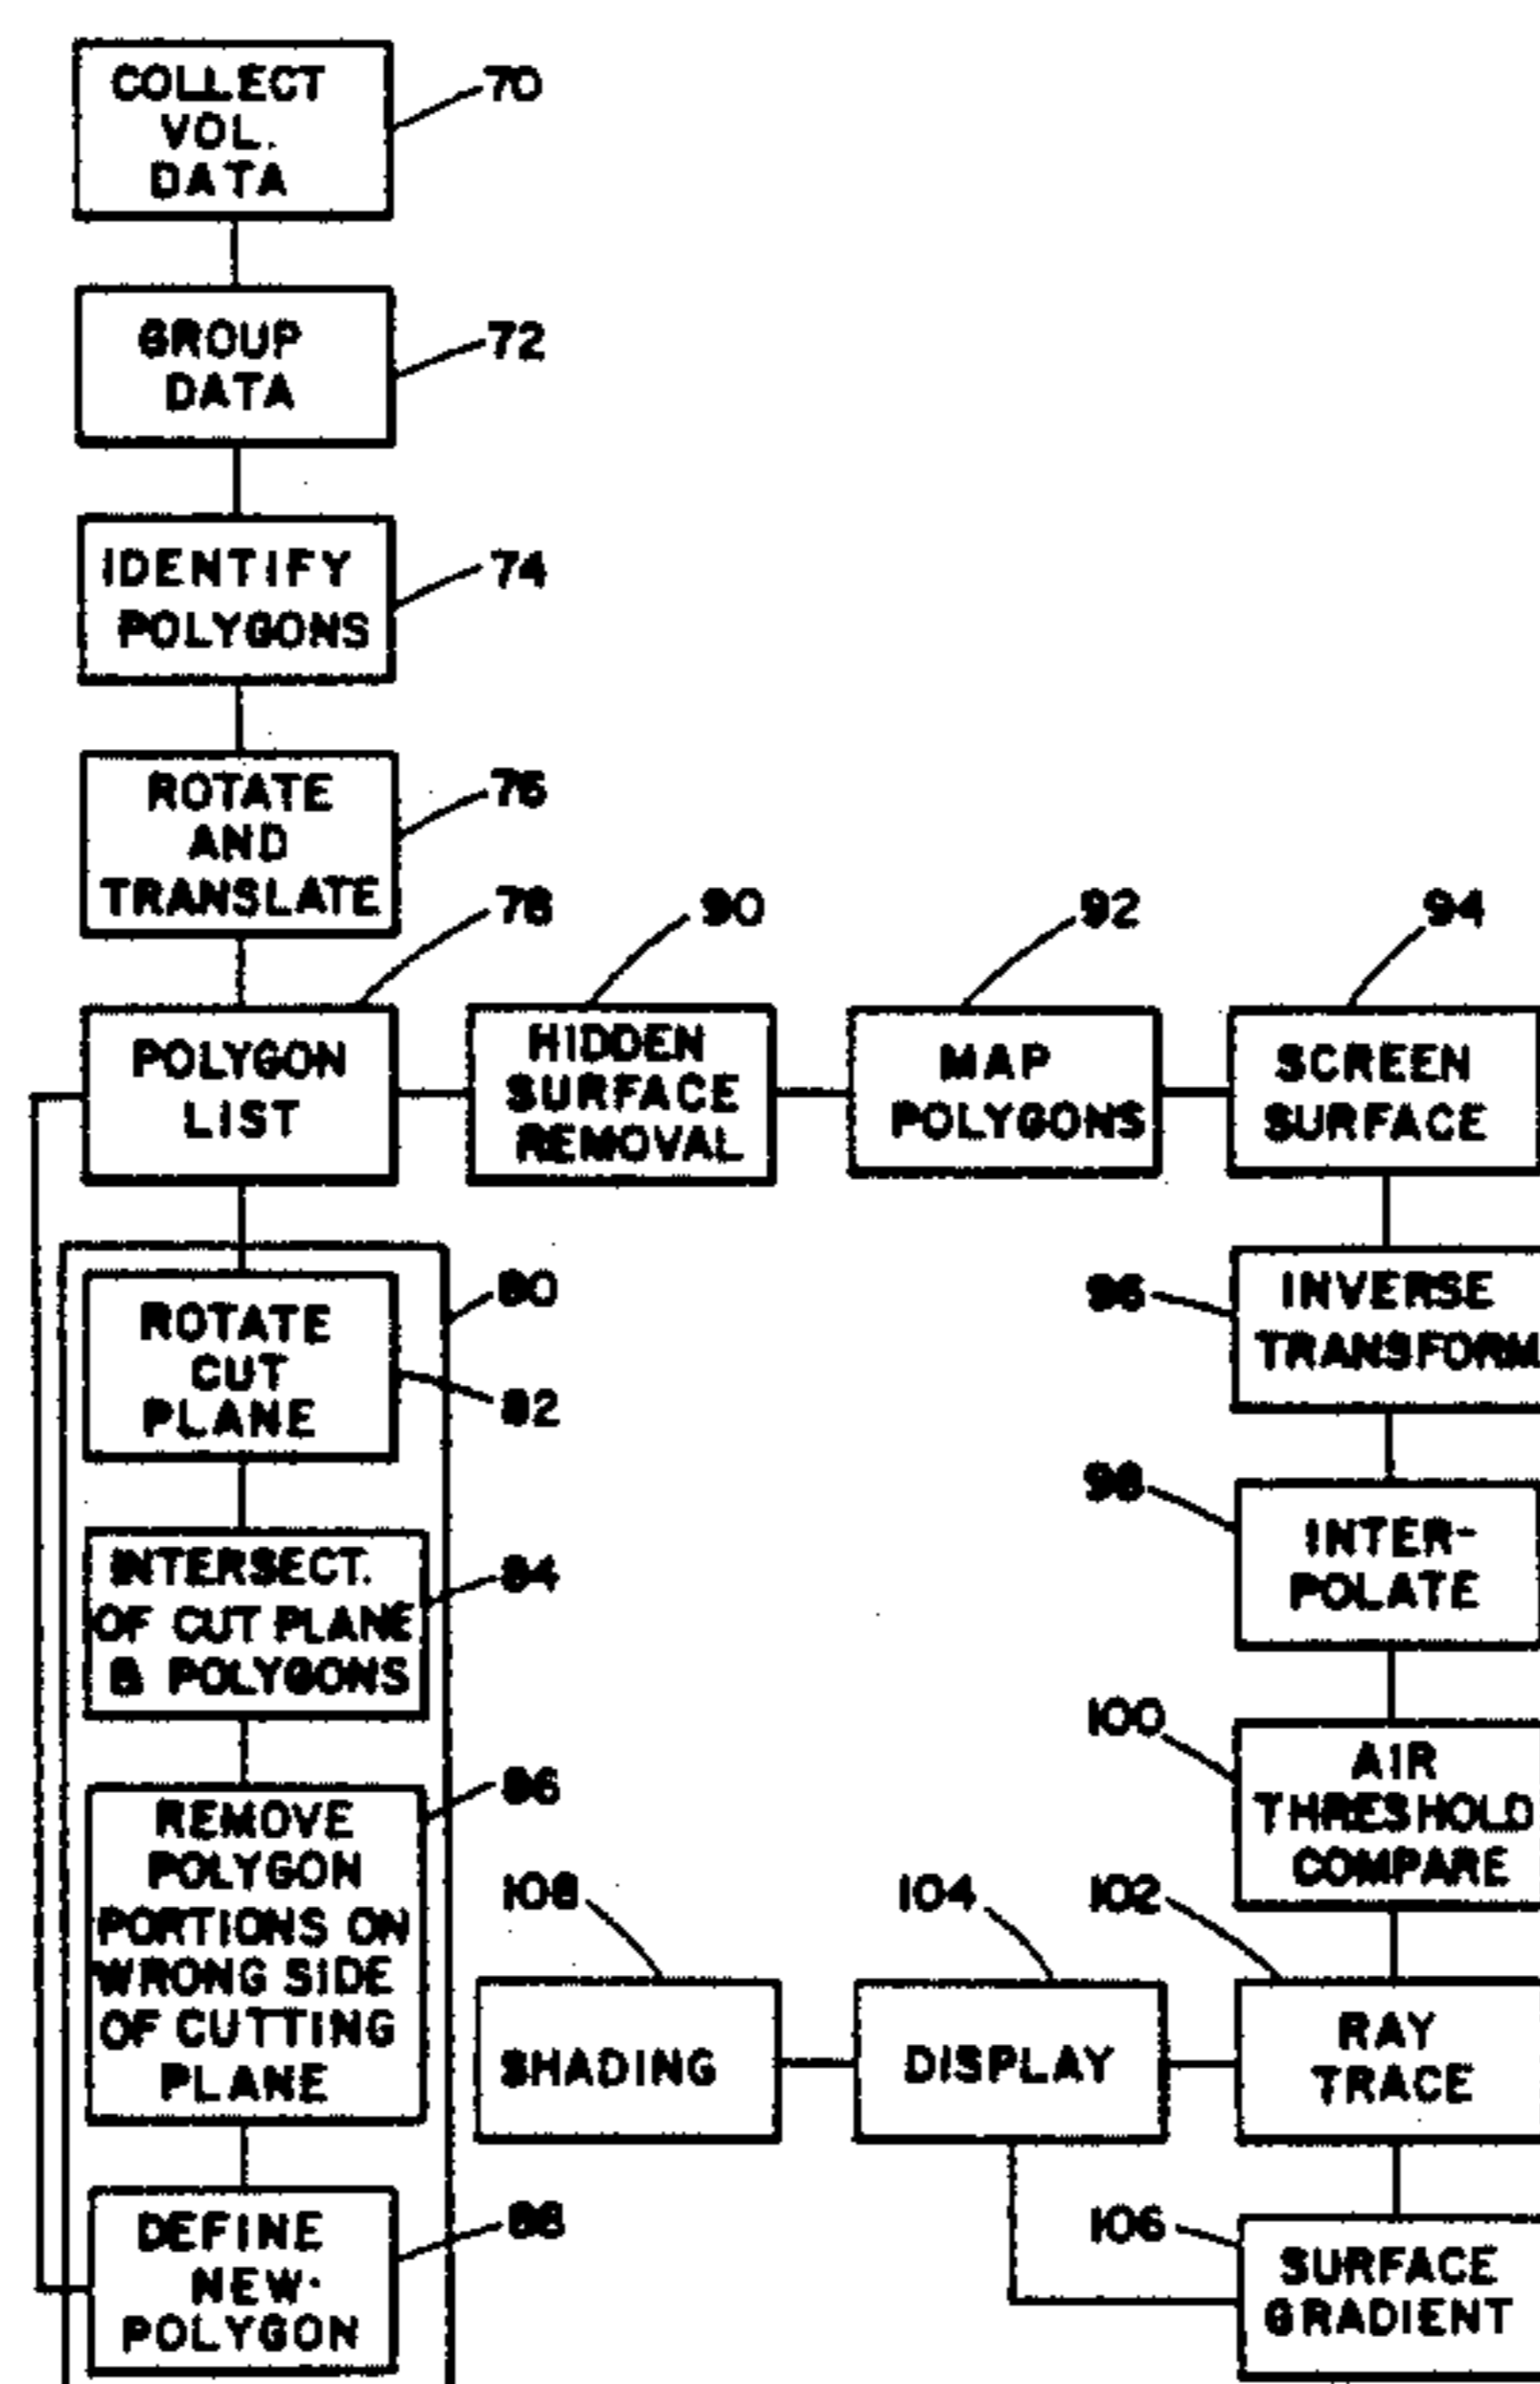 COLLECT
VOL.
DATA
70
GROUP
DATA
72
IDENTIFY
POLYGONS
74
ROTATE
AND
TRANSLATE
76
78
90
92
94
POLYGON
LIST
HIDDEN
SURFACE
REMOVAL
MAP
POLYGONS
SCREEN
SURFACE
80
ROTATE
CUT
PLANE
82
96
INVERSE
TRANSFORM
98
INTER-
POLATE
INTERSECT.
OF CUT PLANE
& POLYGONS
84
100
AIR
THRESHOLD
COMPARE
REMOVE
POLYGON
PORTIONS ON
WRONG SIDE
OF CUTTING
PLANE
86
108
104
102
SHADING
DISPLAY
RAY
TRACE
DEFINE
NEW
POLYGON
88
106
SURFACE
GRADIENT